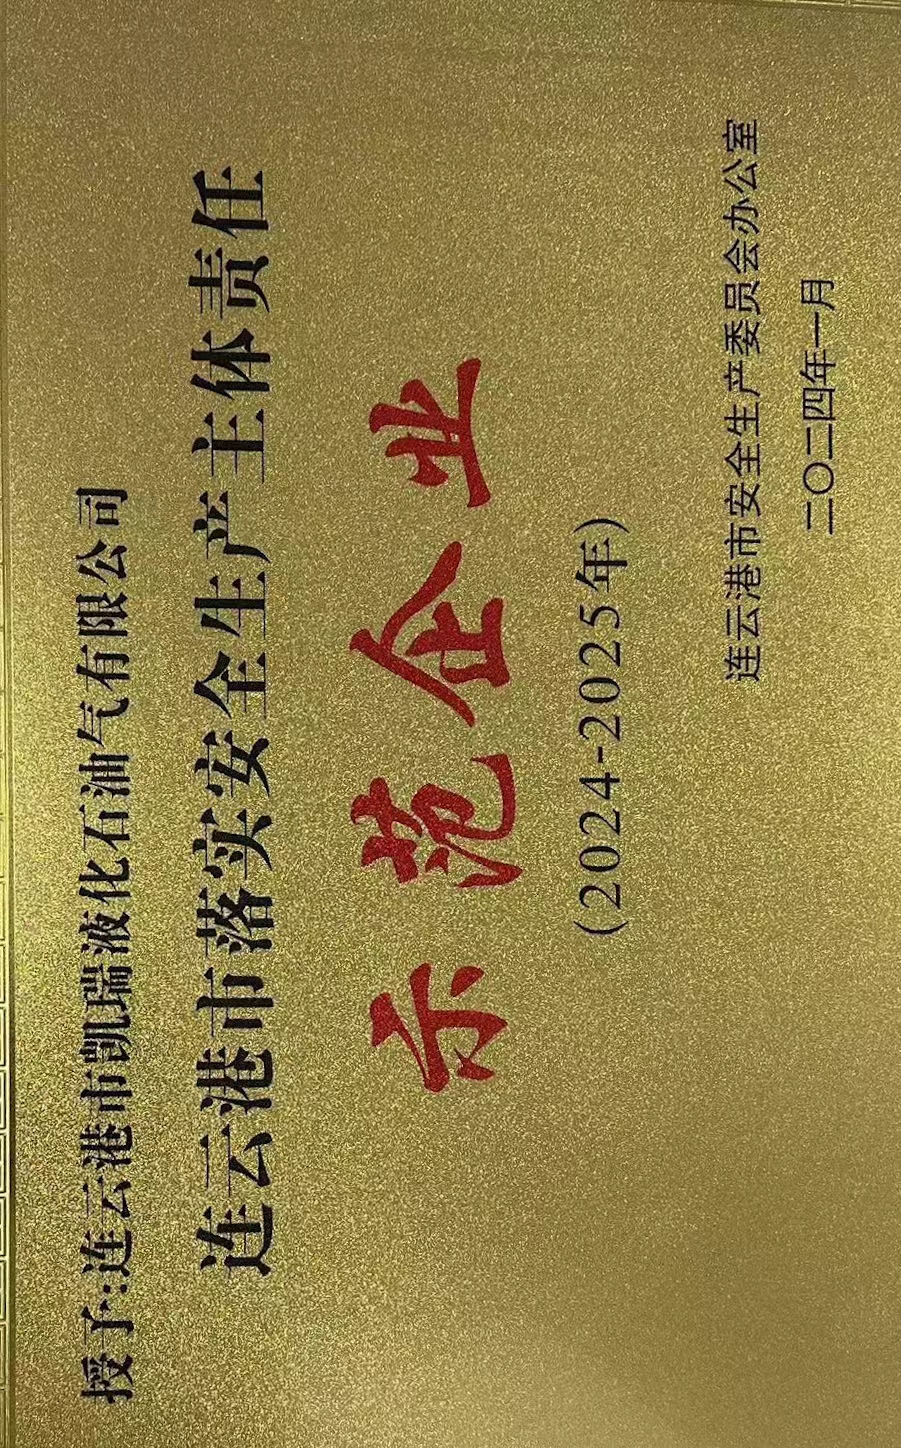 授予:连云港市凯瑞液化石油气有限公司
连云港市落实安全生产主体责任
示范企业
(2024-2025年)
连云港市安全生产委员会办公室
二〇二四年一月